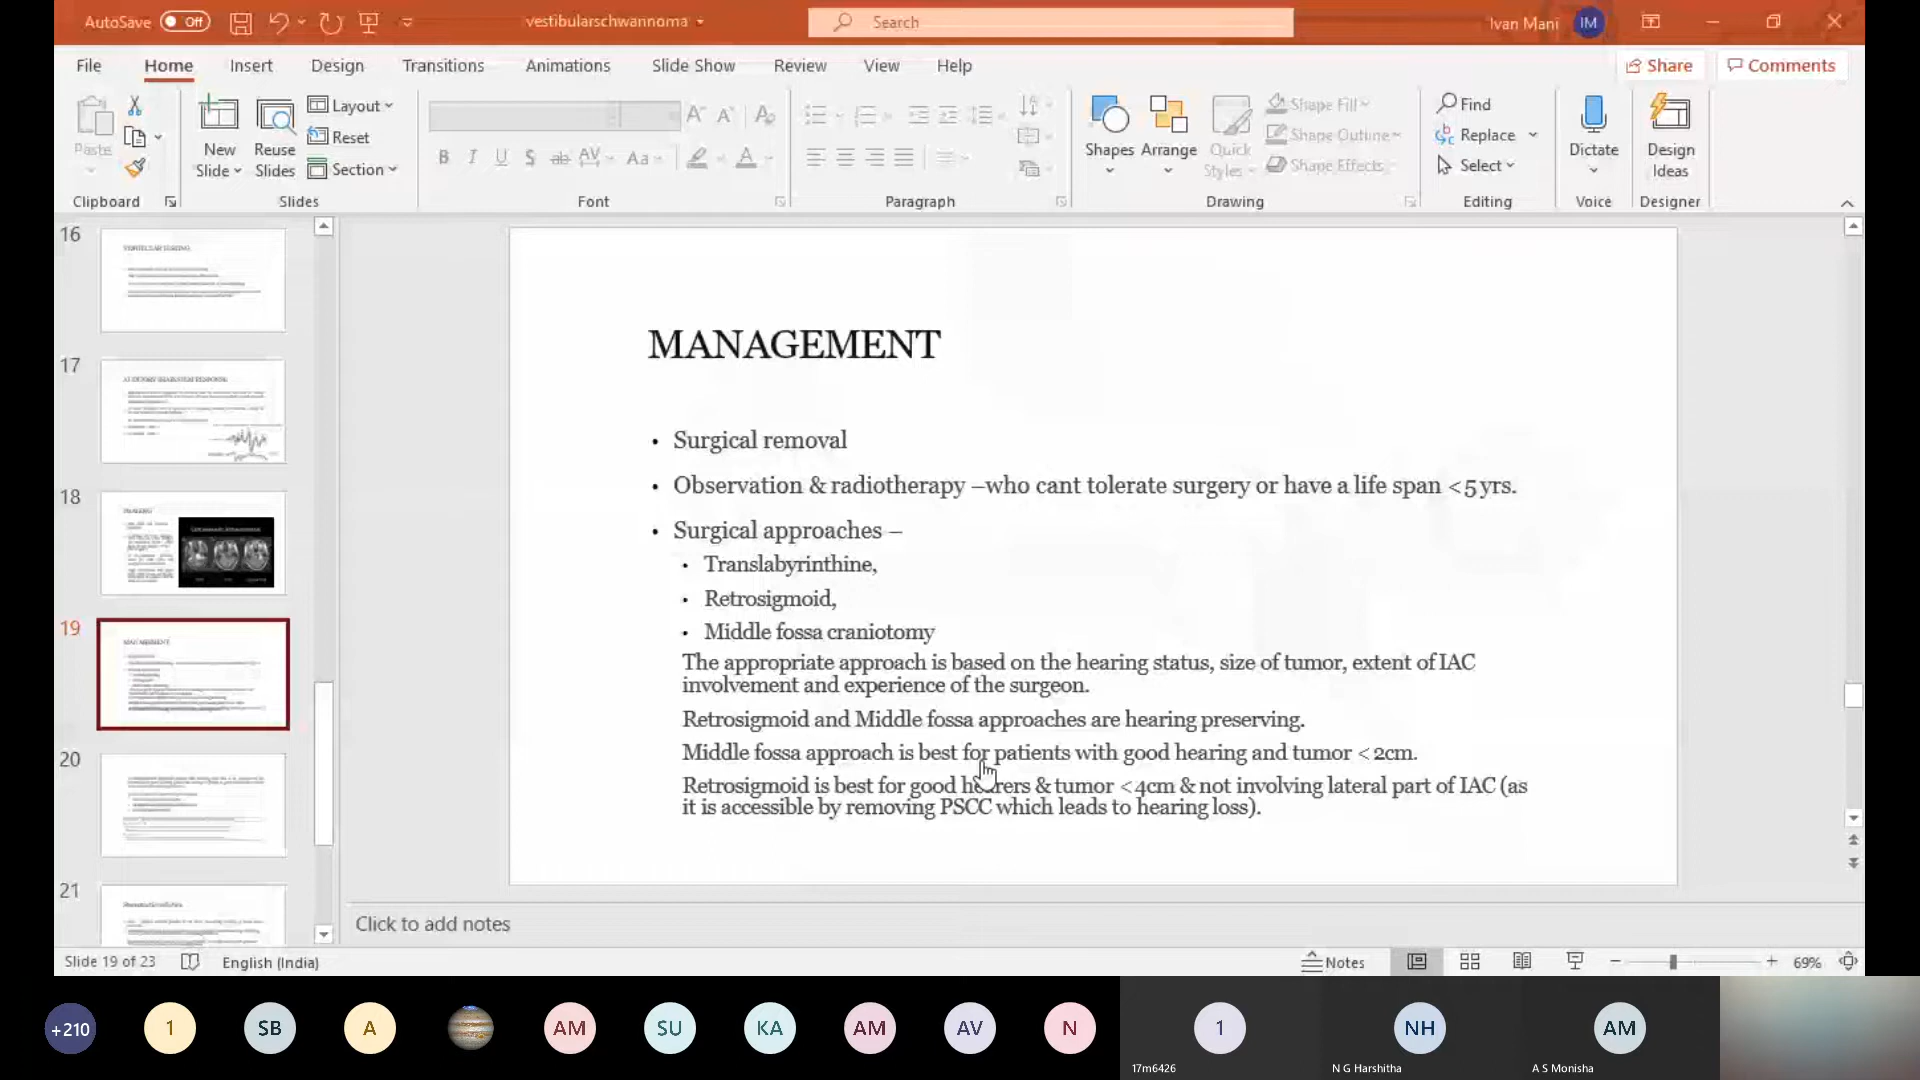 AutoSave Off vestibularschwannoma Search Ivan Mani IM
File Home Insert Design Transitions Animations Slide Show Review View Help Share Comments
Paste New Slide Reuse Slides Layout Reset Section
B I U S ab AV Aa A
Shapes Arrange Quick Styles Shape Fill Shape Outline Shape Effects
Find Replace Select Dictate Design Ideas
Clipboard Slides Font Paragraph Drawing Editing Voice Designer
16
17
18
19
20
21
MANAGEMENT
• Surgical removal
• Observation & radiotherapy –who cant tolerate surgery or have a life span <5 yrs.
• Surgical approaches –
• Translabyrinthine,
• Retrosigmoid,
• Middle fossa craniotomy
The appropriate approach is based on the hearing status, size of tumor, extent of IAC
involvement and experience of the surgeon.
Retrosigmoid and Middle fossa approaches are hearing preserving.
Middle fossa approach is best for patients with good hearing and tumor <2cm.
Retrosigmoid is best for good hearers & tumor <4cm & not involving lateral part of IAC (as
it is accessible by removing PSCC which leads to hearing loss).
Click to add notes
Slide 19 of 23 English (India) Notes 69%
+210 1 SB A AM SU KA AM AV N 1 NH AM
17m6426 N G Harshitha A S Monisha